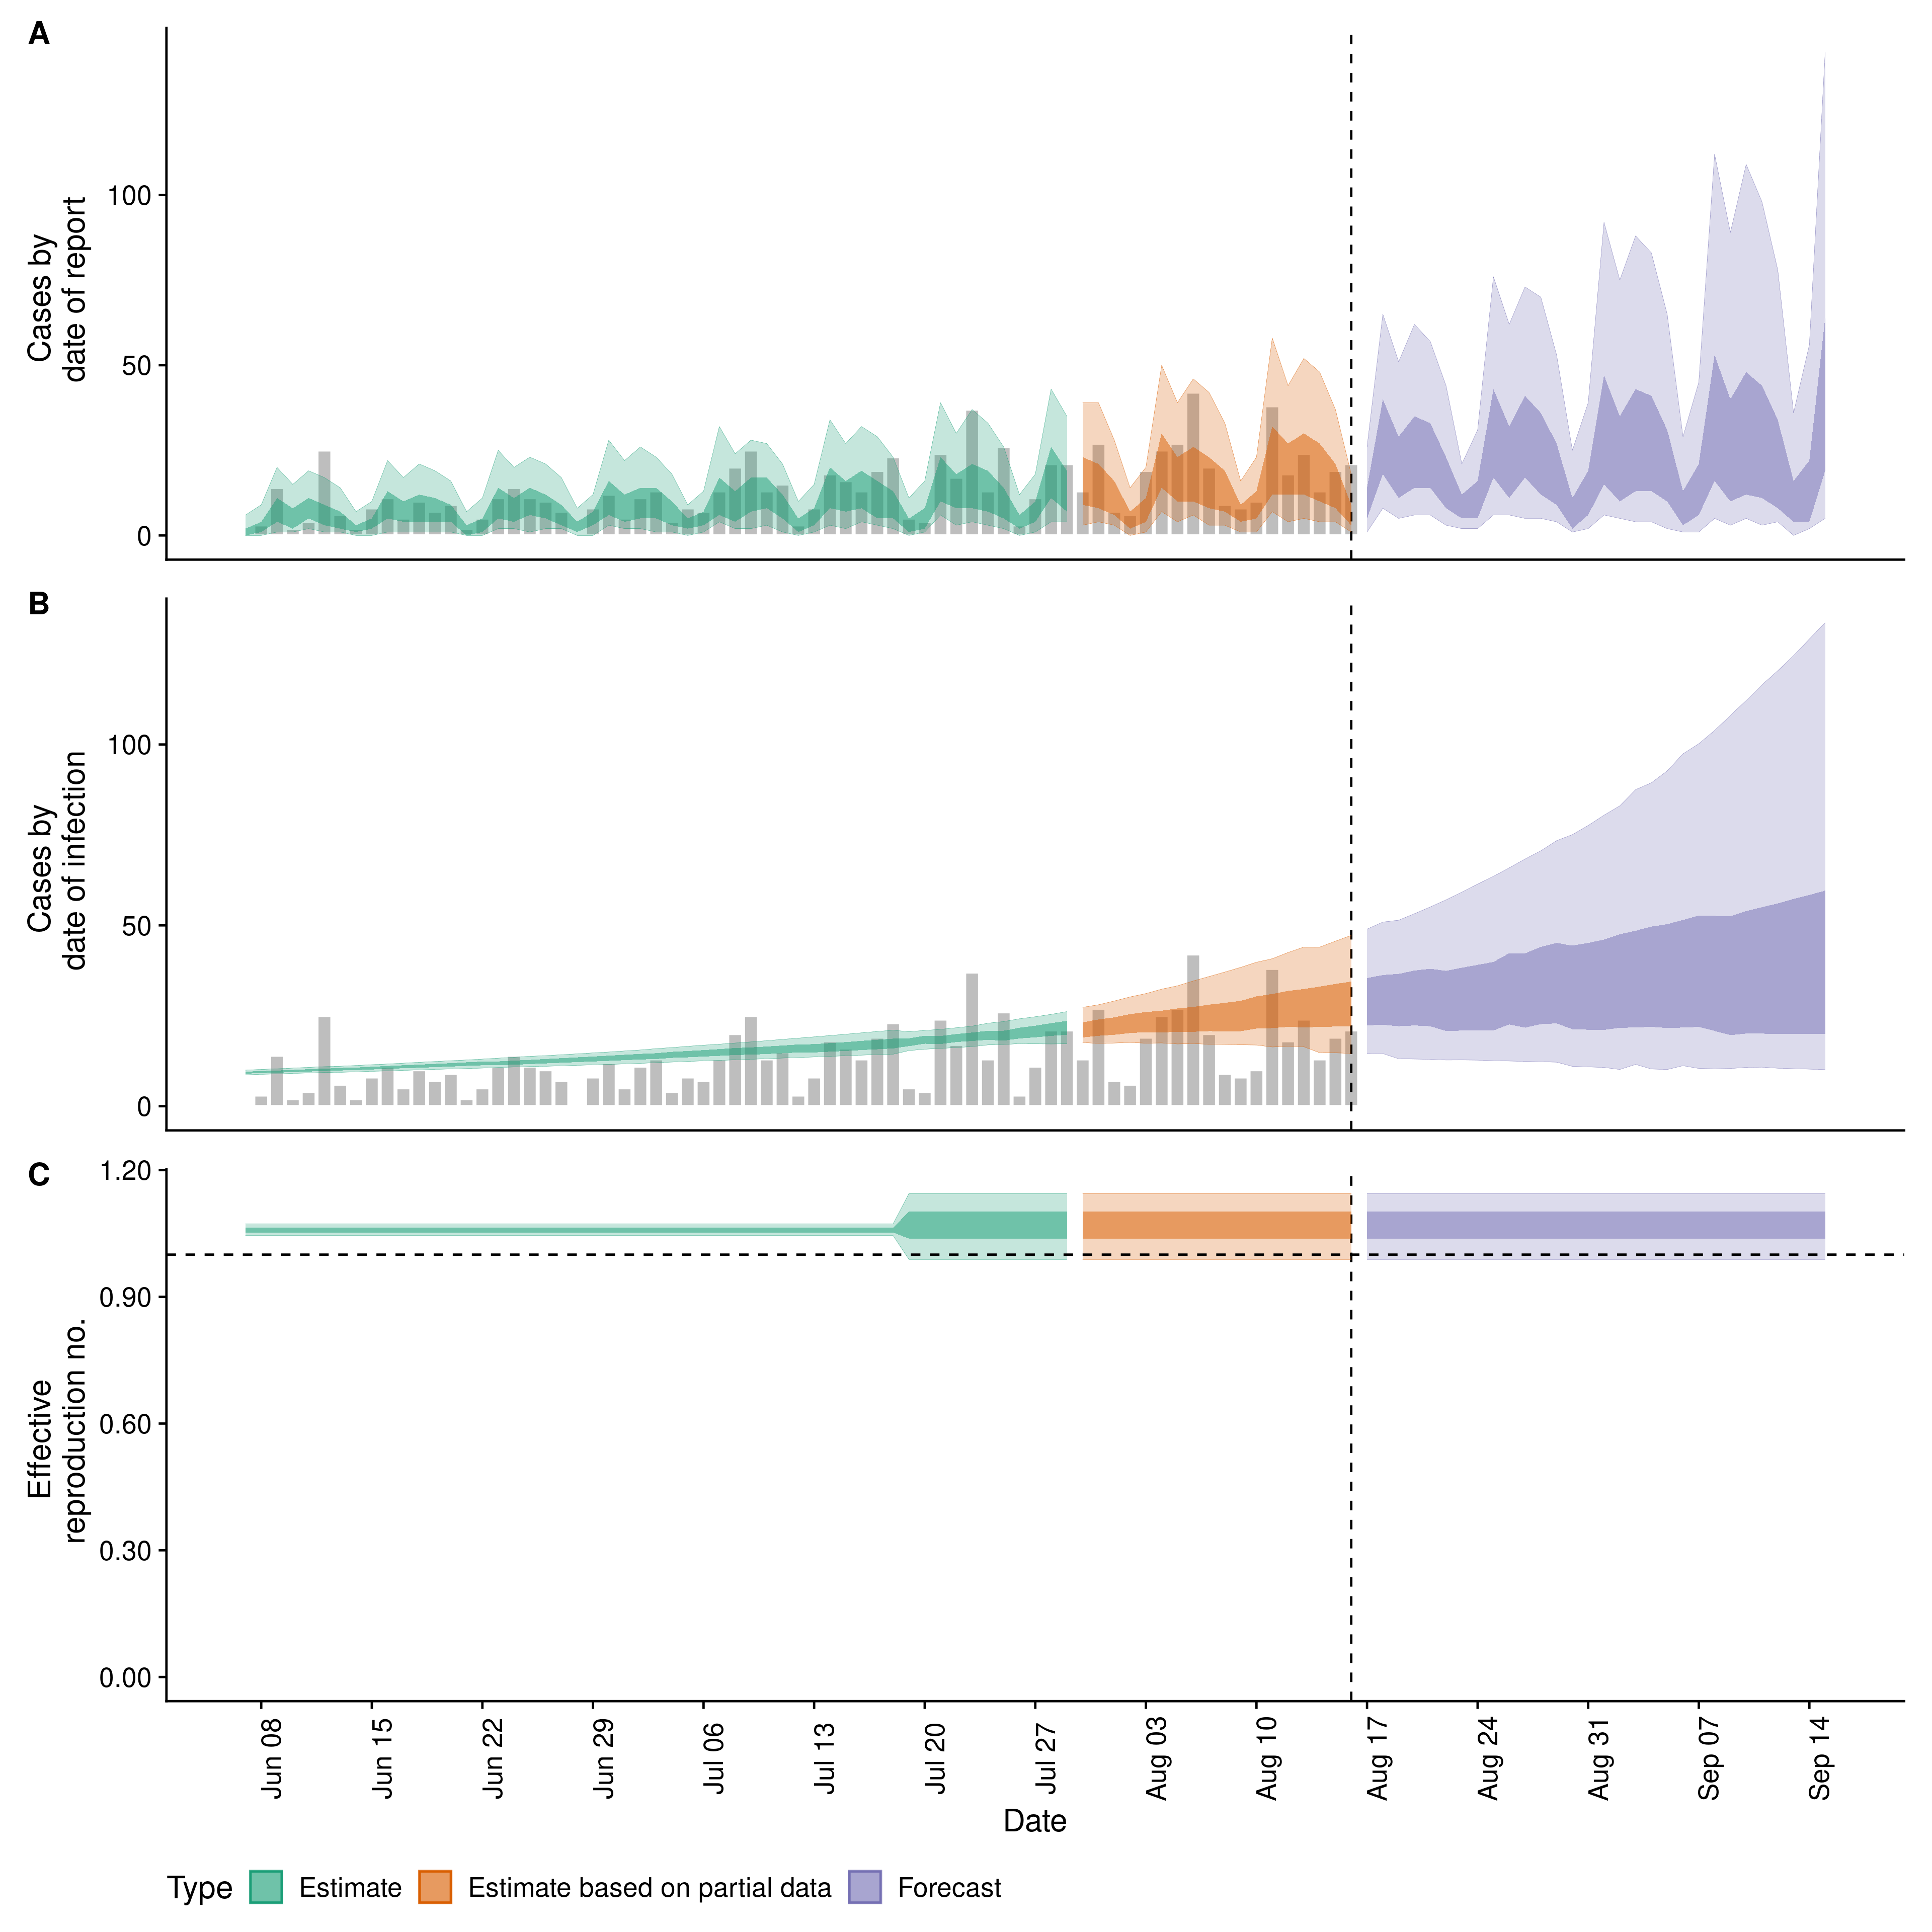 A
Cases by
date of report
100
50
0
B
Cases by
date of infection
100
50
0
C
Effective
reproduction no.
1.20
0.90
0.60
0.30
0.00
Jun 08
Jun 15
Jun 22
Jun 29
Jul 06
Jul 13
Jul 20
Jul 27
Aug 03
Aug 10
Aug 17
Aug 24
Aug 31
Sep 07
Sep 14
Date
Type Estimate Estimate based on partial data Forecast